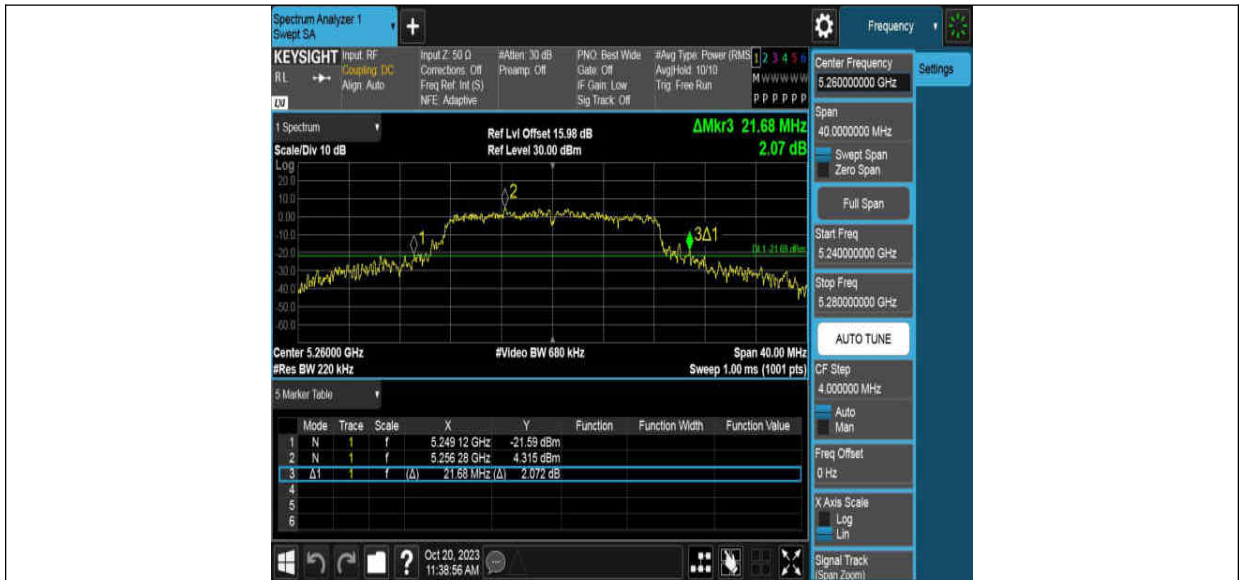 Spectrum Analyzer 1
Swept SA
+
Frequency
KEYSIGHT
RL
LXI
Input: RF
Coupling: DC
Align: Auto
Input Z: 50 Ω
Corrections: Off
Freq Ref: Int (S)
NFE: Adaptive
#Atten: 30 dB
Preamp: Off
PNO: Best Wide
Gate: Off
IF Gain: Low
Sig Track: Off
#Avg Type: Power (RMS
Avg|Hold: 10/10
Trig: Free Run
1 2 3 4 5 6
M W W W W W
P P P P P P
1 Spectrum
Scale/Div 10 dB
Ref Lvl Offset 15.98 dB
Ref Level 30.00 dBm
ΔMkr3 21.68 MHz
2.07 dB
Log
20.0
10.0
0.00
-10.0
-20.0
-30.0
-40.0
-50.0
-60.0
1
2
3Δ1
DL1 -21.69 dBm
Center 5.26000 GHz
#Video BW 680 kHz
Span 40.00 MHz
#Res BW 220 kHz
Sweep 1.00 ms (1001 pts)
5 Marker Table
Mode Trace Scale X Y Function Function Width Function Value
1 N 1 f 5.249 12 GHz -21.59 dBm
2 N 1 f 5.256 28 GHz 4.315 dBm
3 Δ1 1 f (Δ) 21.68 MHz (Δ) 2.072 dB
4
5
6
?
Oct 20, 2023
11:38:56 AM
Center Frequency
5.260000000 GHz
Settings
Span
40.0000000 MHz
Swept Span
Zero Span
Full Span
Start Freq
5.240000000 GHz
Stop Freq
5.280000000 GHz
AUTO TUNE
CF Step
4.000000 MHz
Auto
Man
Freq Offset
0 Hz
X Axis Scale
Log
Lin
Signal Track
(Span Zoom)